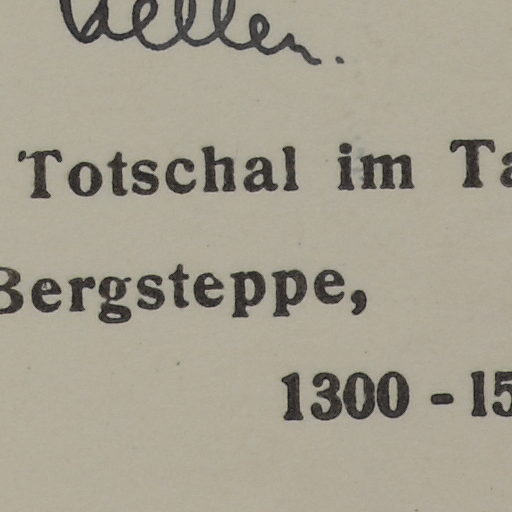 Totschal im Ta
Bergsteppe,
1300 - 15